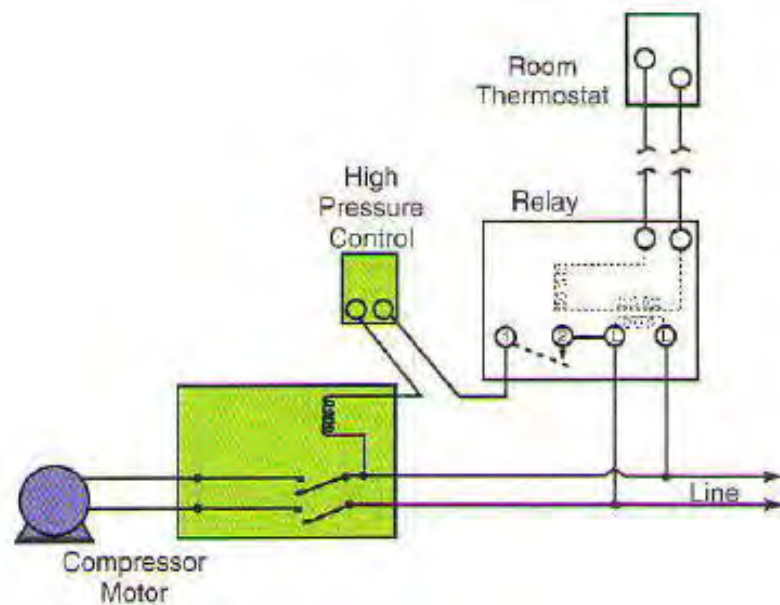 Room
Thermostat
High
Pressure
Control
Relay
1
2
L
L
Line
Compressor
Motor